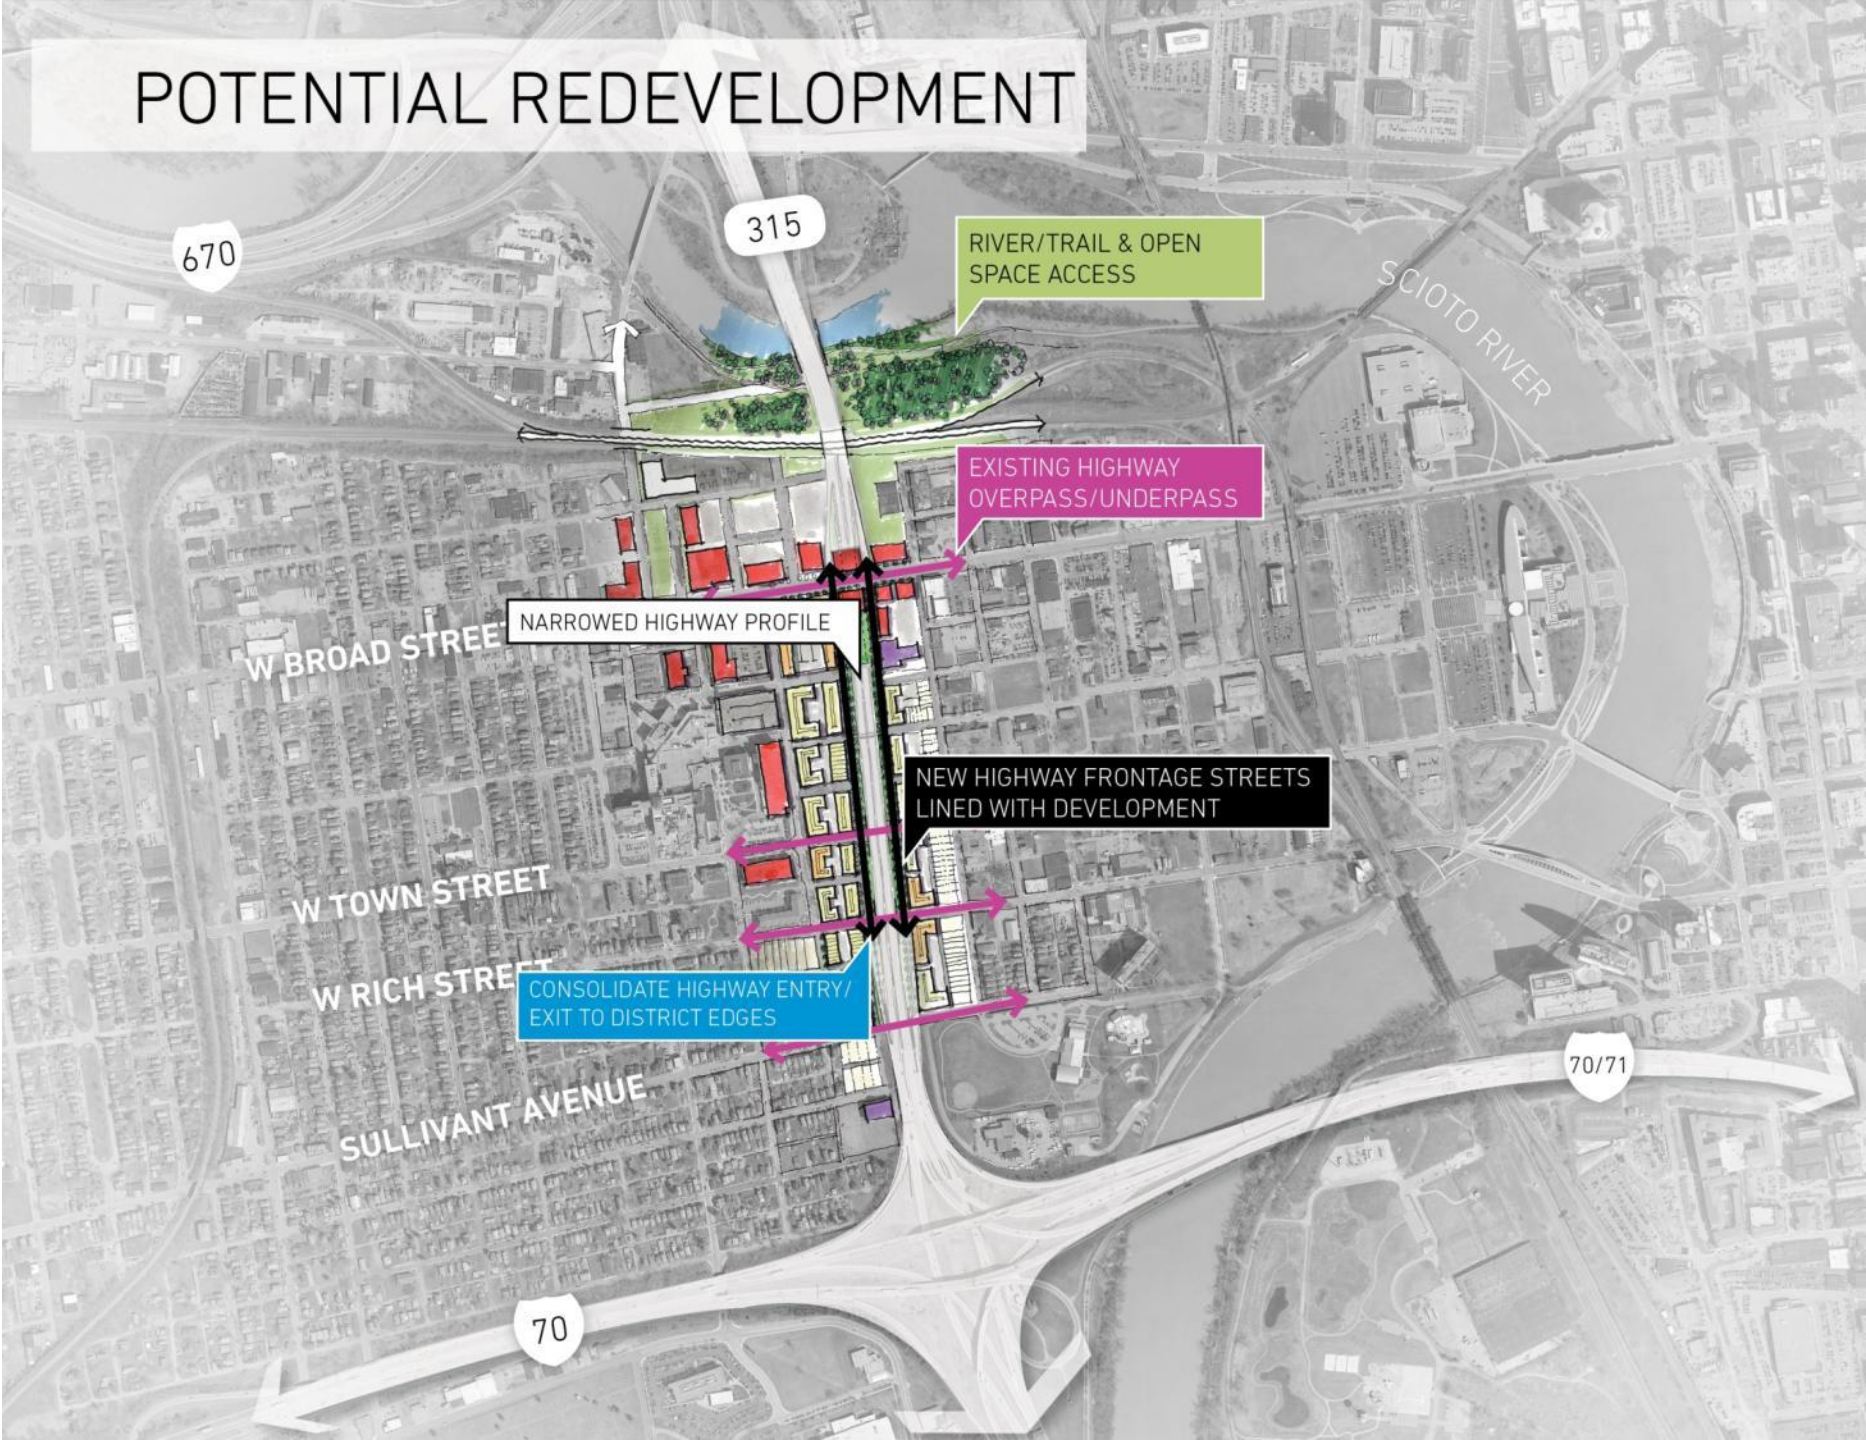 POTENTIAL REDEVELOPMENT
315
670
RIVER/TRAIL & OPEN
SPACE ACCESS
SCIOTO RIVER
EXISTING HIGHWAY
OVERPASS/UNDERPASS
NARROWED HIGHWAY PROFILE
W BROAD STREET
NEW HIGHWAY FRONTAGE STREETS
LINED WITH DEVELOPMENT
W TOWN STREET
W RICH STREET
CONSOLIDATE HIGHWAY ENTRY/
EXIT TO DISTRICT EDGES
70/71
SULLIVANT AVENUE
70